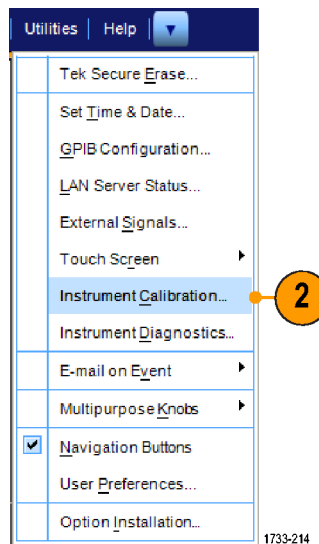 Utilities Help
Tek Secure Erase...
Set Time & Date...
GPIB Configuration...
LAN Server Status...
External Signals...
Touch Screen
Instrument Calibration...
2
Instrument Diagnostics...
E-mail on Event
Multipurpose Knobs
Navigation Buttons
User Preferences...
Option Installation...
1733-214